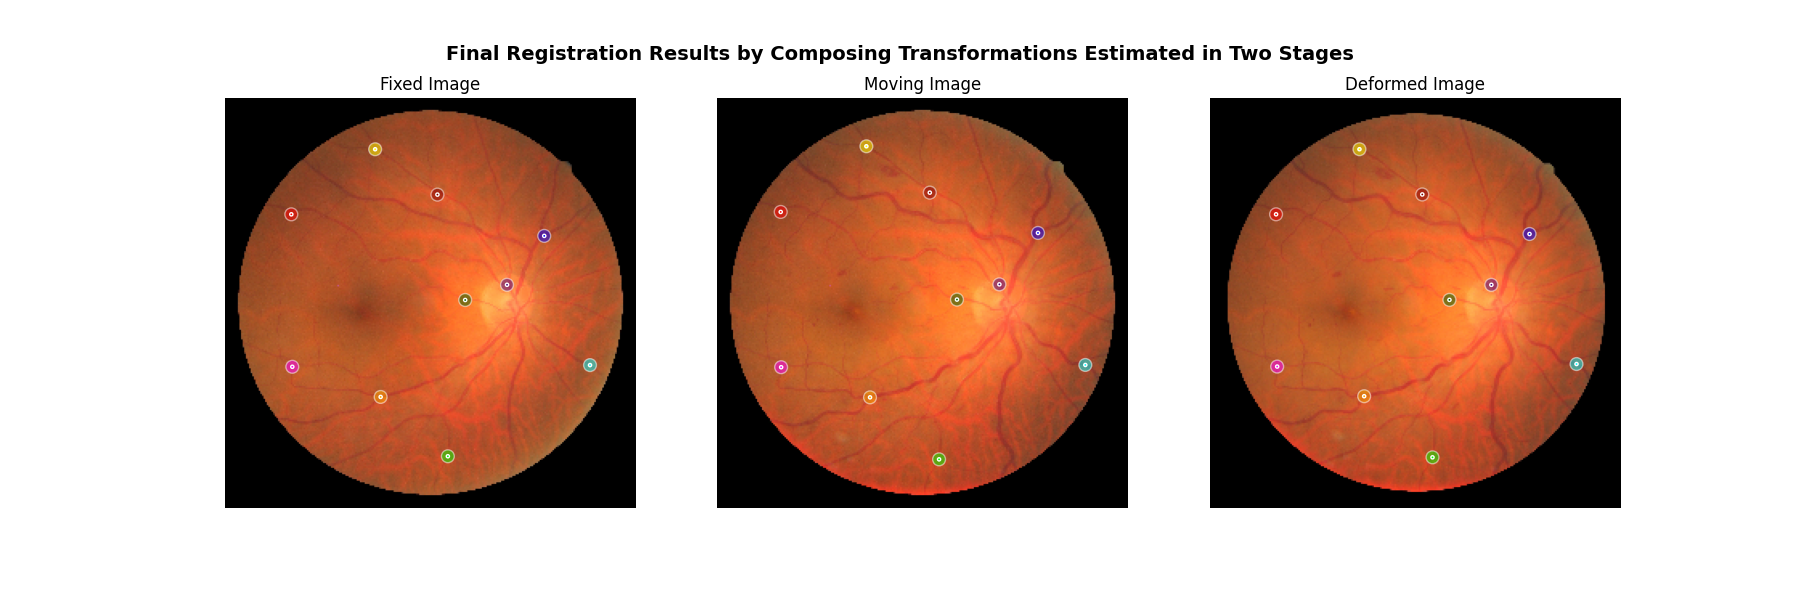 Final Registration Results by Composing Transformations Estimated in Two Stages
Fixed Image
Moving Image
Deformed Image